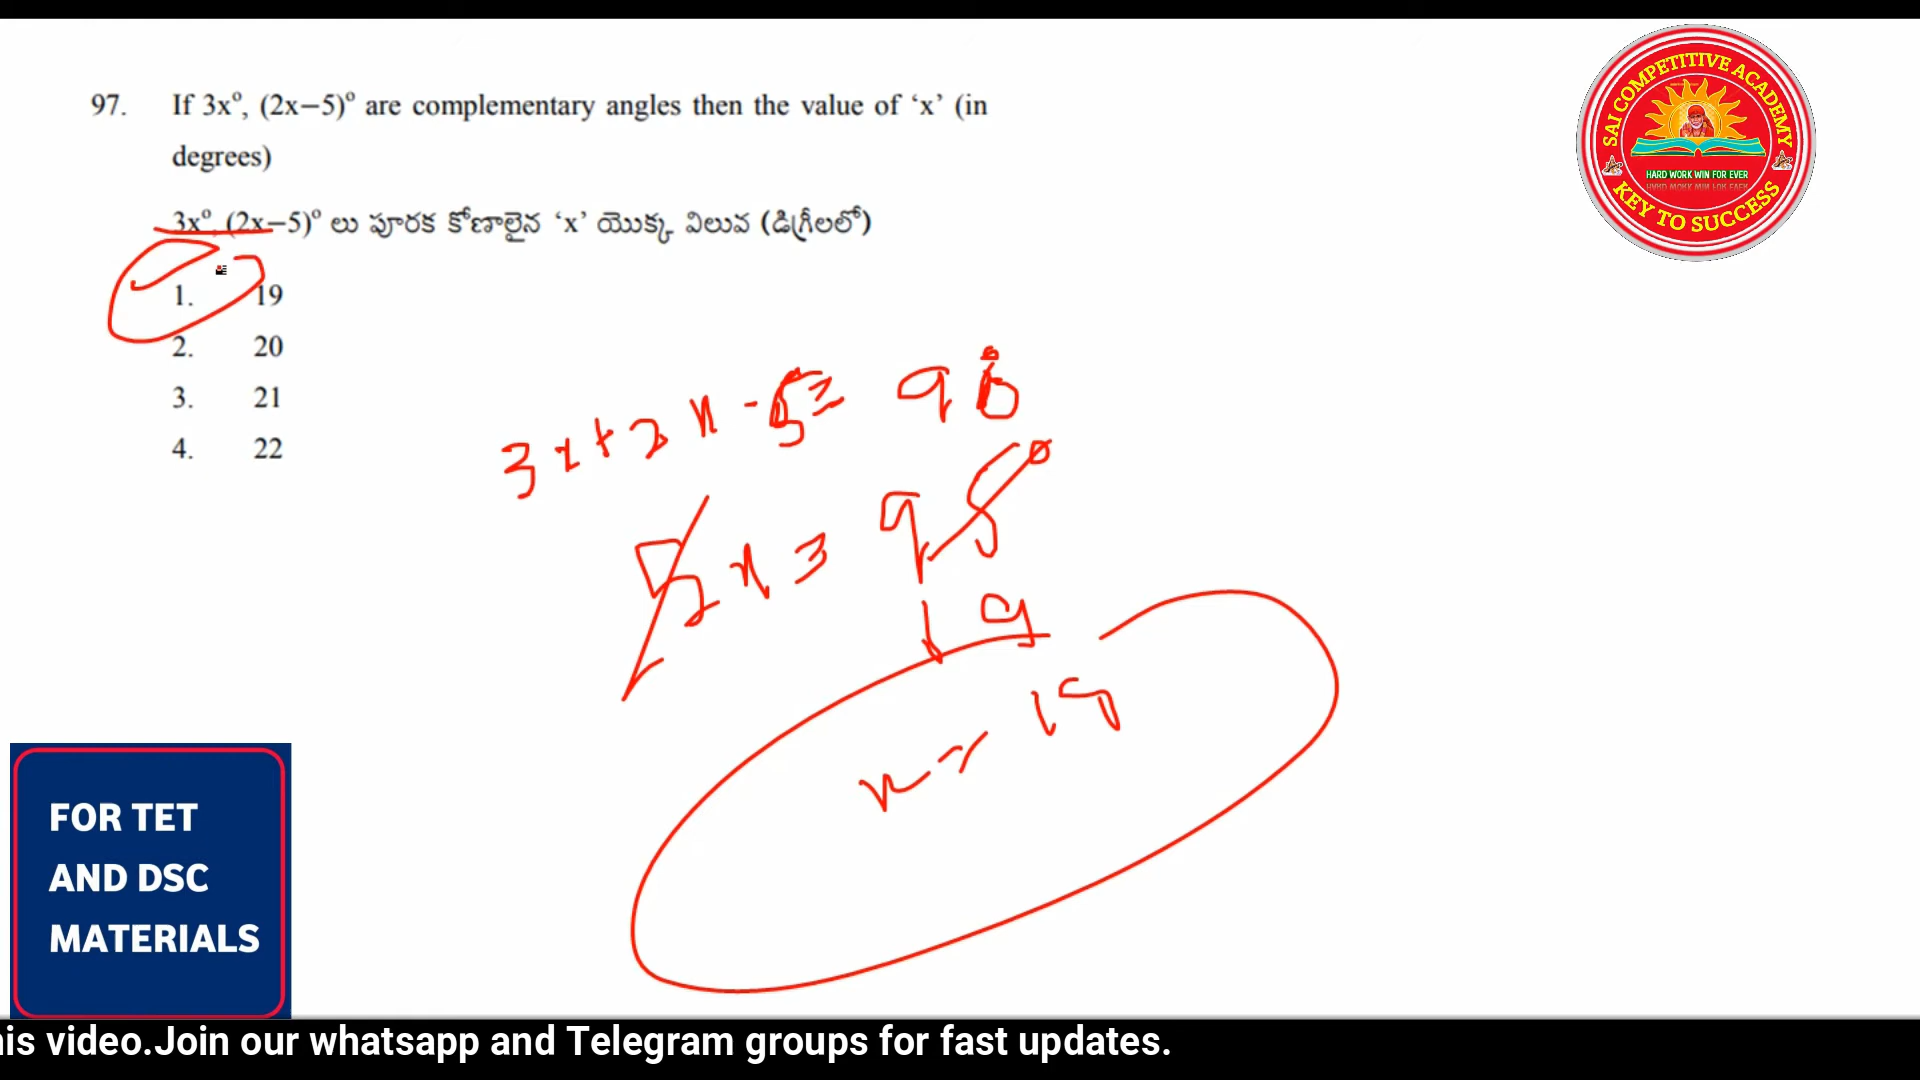 97. If 3xº, (2x−5)º are complementary angles then the value of ‘x’ (in
degrees)
3xº, (2x−5)º లు పూరక కోణాలైన ‘x’ యొక్క విలువ (డిగ్రీలలో)
1. 19
2. 20
3. 21
4. 22
3x+2x-5= 90
5x = 95
19
x= 19
SAI COMPETITIVE ACADEMY
HARD WORK WIN FOR EVER
KEY TO SUCCESS
FOR TET
AND DSC
MATERIALS
his video.Join our whatsapp and Telegram groups for fast updates.